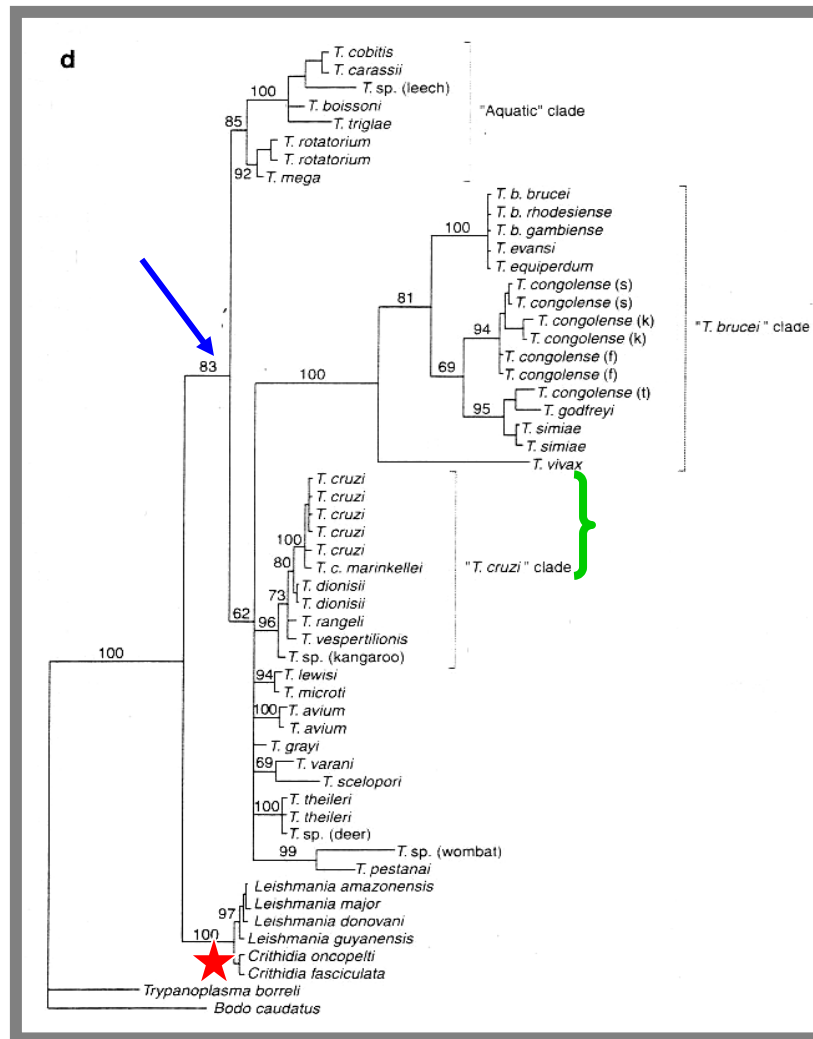 d
T. cobitis
T. carassii
100
T. sp. (leech)
T. boissoni
"Aquatic" clade
85
T. triglae
T. rotatorium
T. rotatorium
92
T. mega
T. b. brucei
T. b. rhodesiense
100
T. b. gambiense
T. evansi
T. equiperdum
T. congolense (s)
81
T. congolense (s)
94
T. congolense (k)
"T. brucei" clade
T. congolense (k)
T. congolense (f)
83
69
T. congolense (f)
100
T. congolense (t)
95
T. godfreyi
T. simiae
T. simiae
T. vivax
T. cruzi
T. cruzi
T. cruzi
T. cruzi
100
T. cruzi
80
T. c. marinkellei
"T. cruzi" clade
T. dionisii
73
T. dionisii
62
96
T. rangeli
T. vespertilionis
T. sp. (kangaroo)
100
94
T. lewisi
T. microti
100
T. avium
T. avium
T. grayi
69
T. varani
T. scelopori
T. theileri
100
T. theileri
T. sp. (deer)
99
T. sp. (wombat)
T. pestanai
Leishmania amazonensis
97
Leishmania major
Leishmania donovani
100
Leishmania guyanensis
Crithidia oncopelti
Crithidia fasciculata
Trypanoplasma borreli
Bodo caudatus